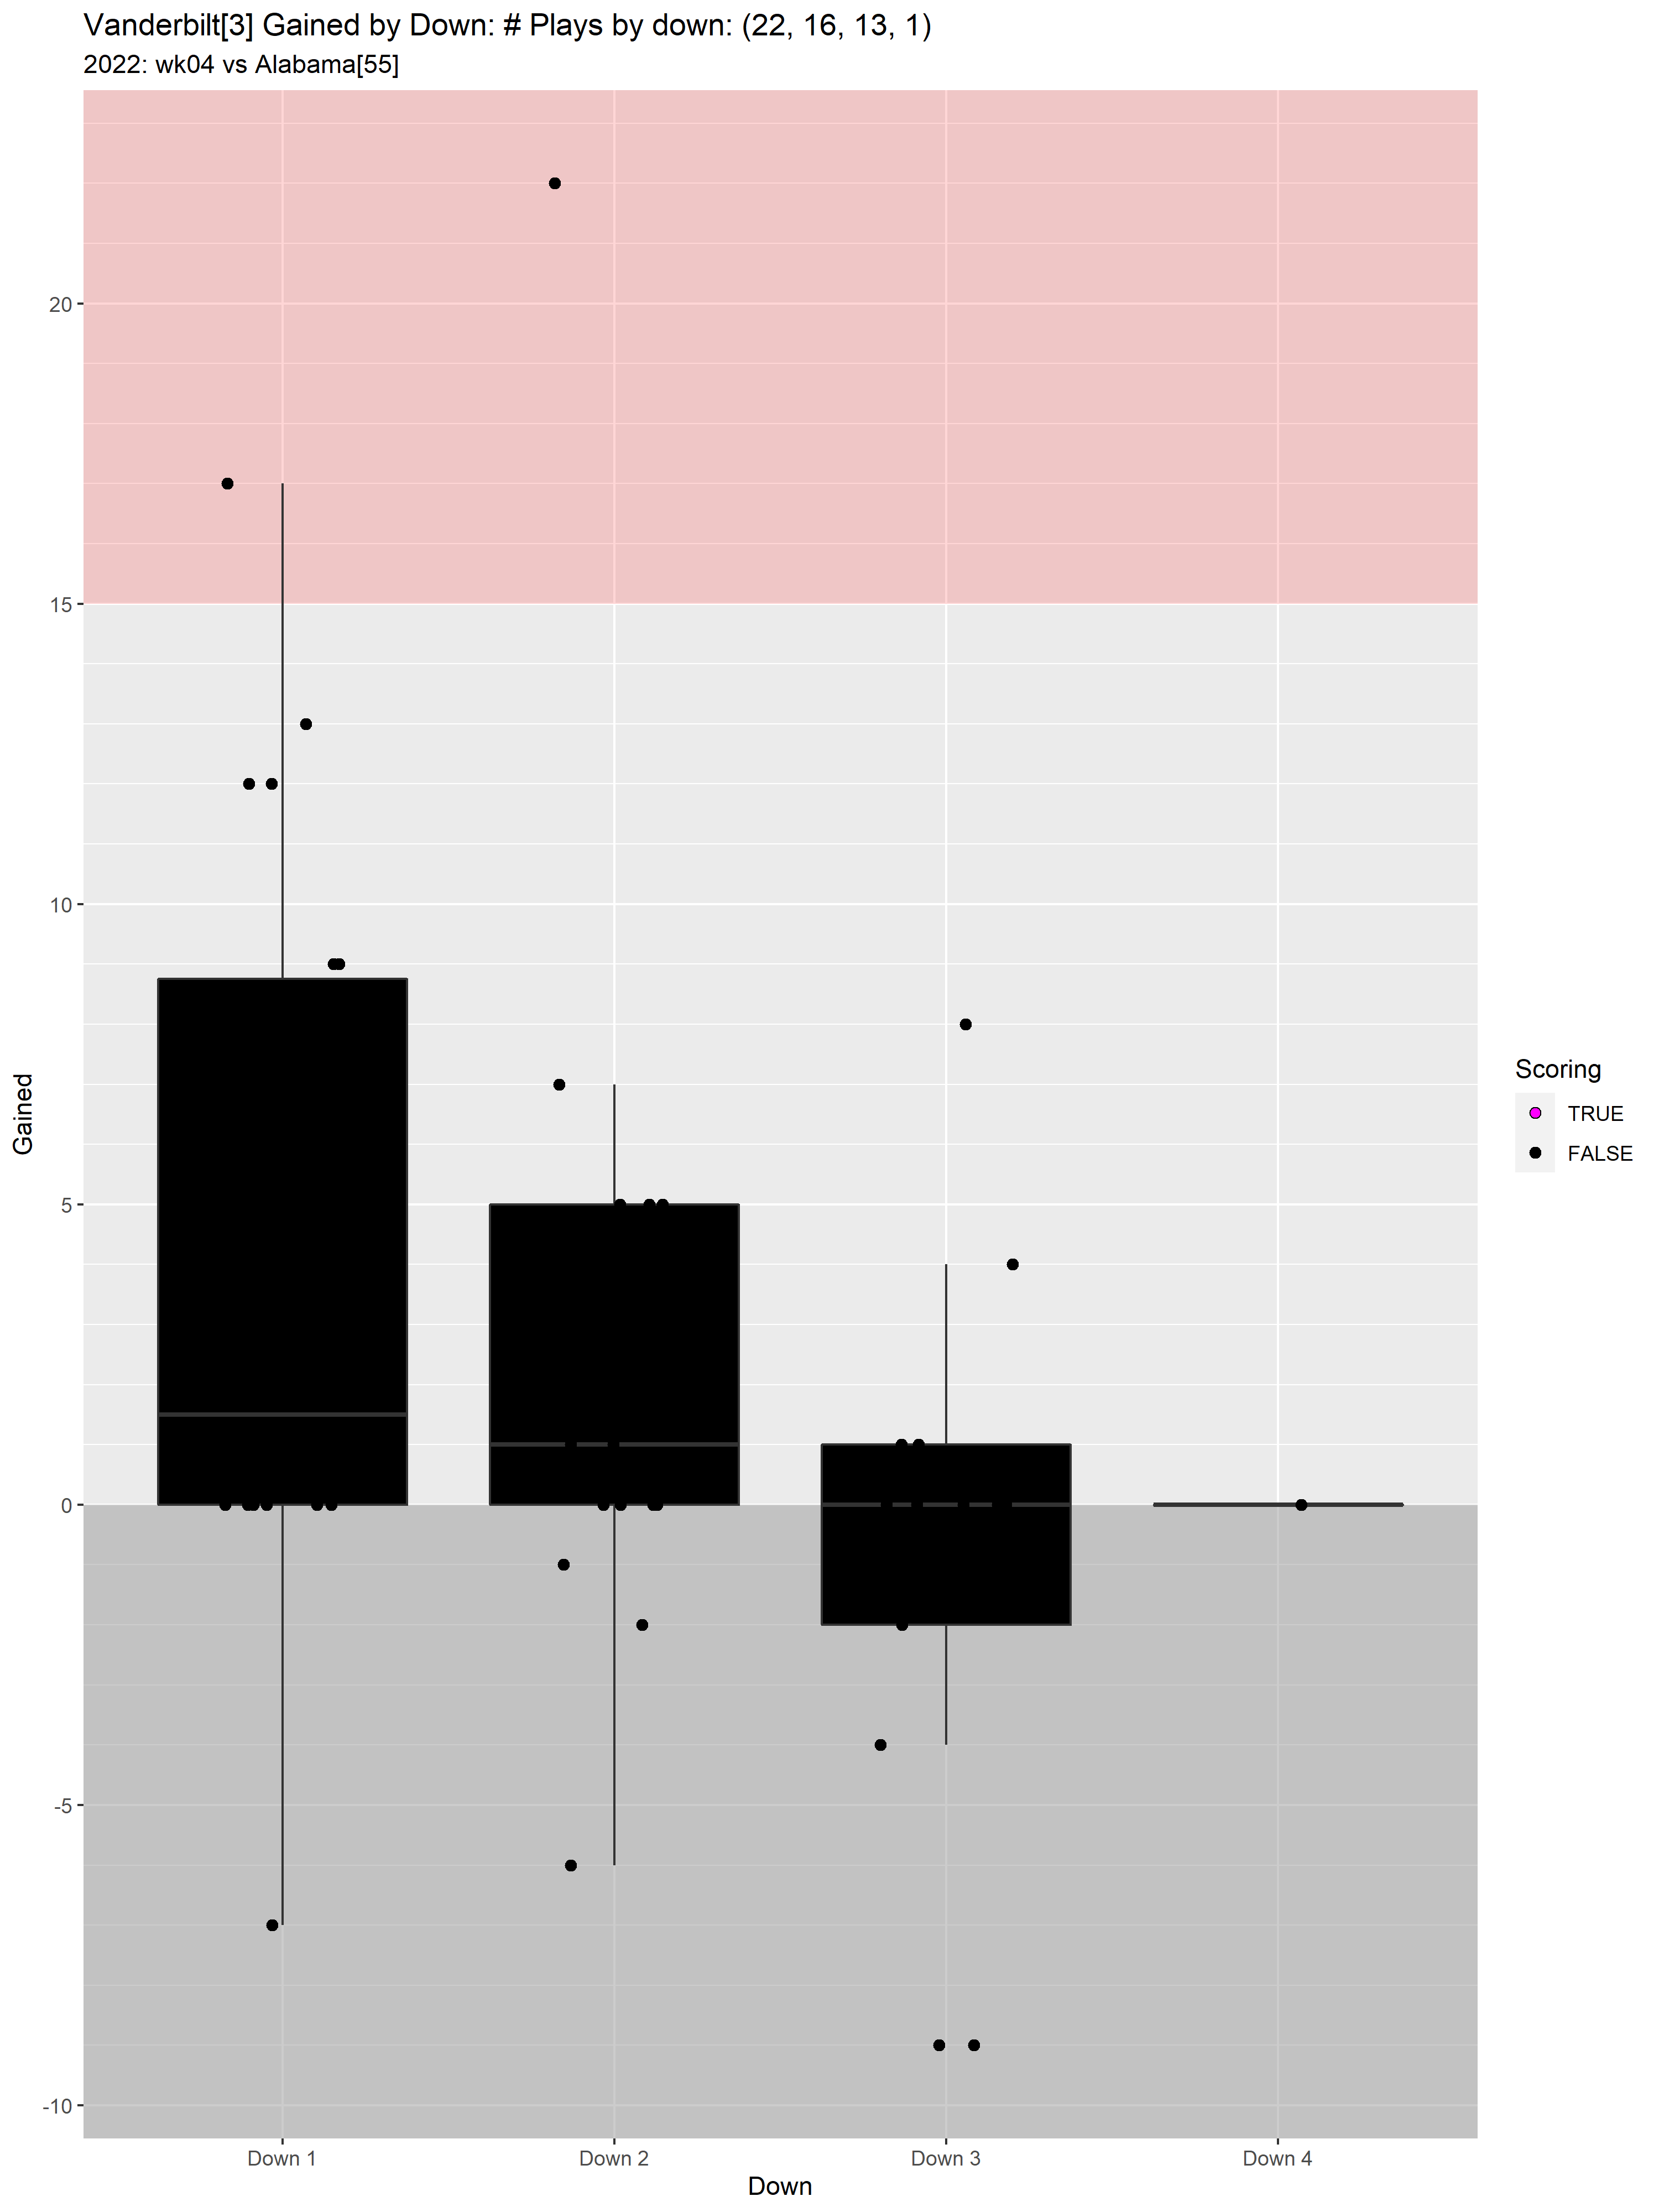 Vanderbilt[3] Gained by Down: # Plays by down: (22, 16, 13, 1)
2022: wk04 vs Alabama[55]
20
15
10
5
0
-5
-10
Gained
Down 1
Down 2
Down 3
Down 4
Down
Scoring
TRUE
FALSE